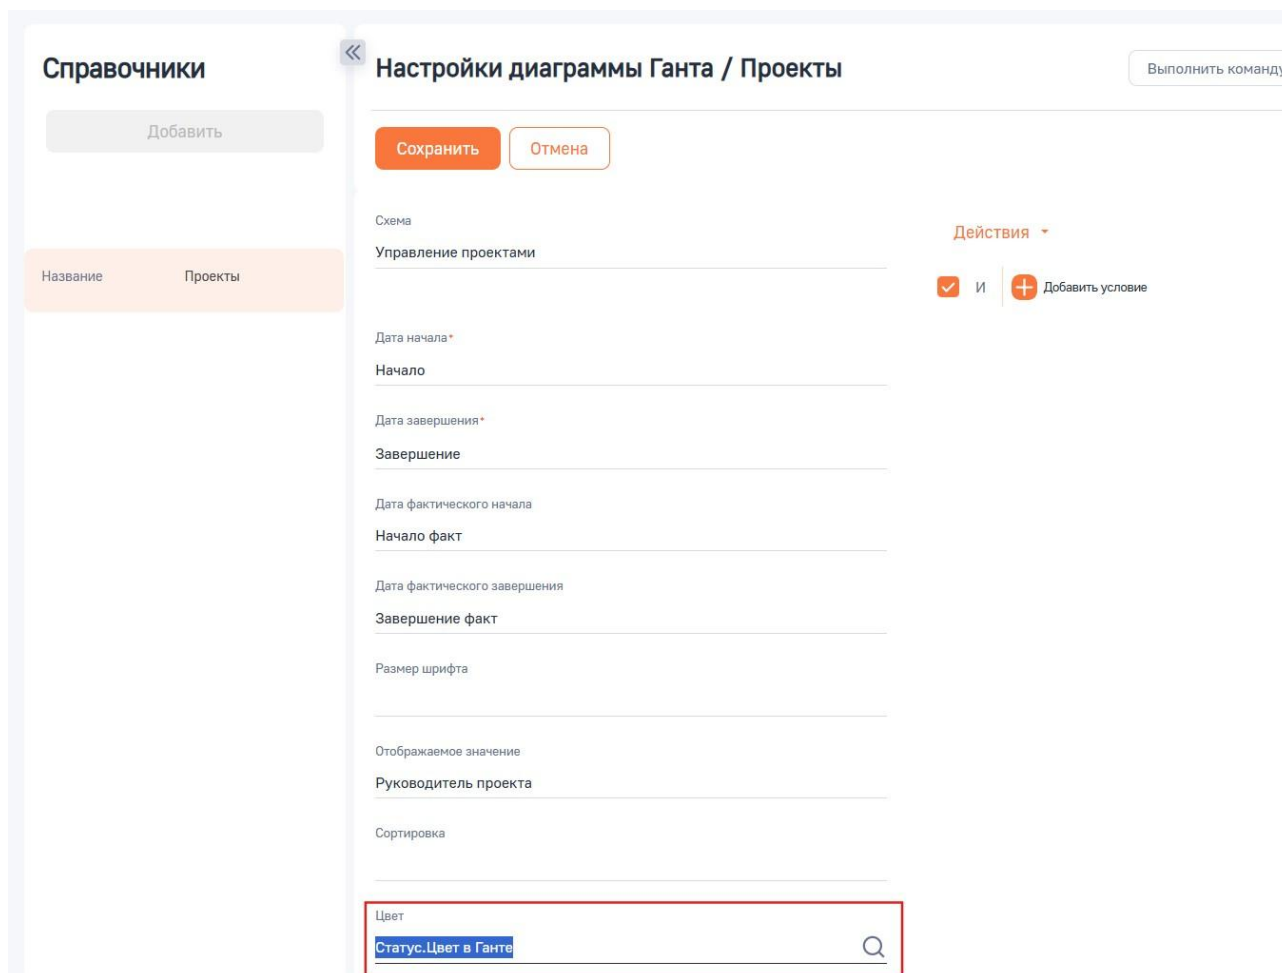 Справочники
Добавить
Название Проекты
Настройки диаграммы Ганта / Проекты
Выполнить команду
Сохранить Отмена
Схема
Управление проектами
Действия
И Добавить условие
Дата начала*
Начало
Дата завершения*
Завершение
Дата фактического начала
Начало факт
Дата фактического завершения
Завершение факт
Размер шрифта
Отображаемое значение
Руководитель проекта
Сортировка
Цвет
Статус.Цвет в Ганте